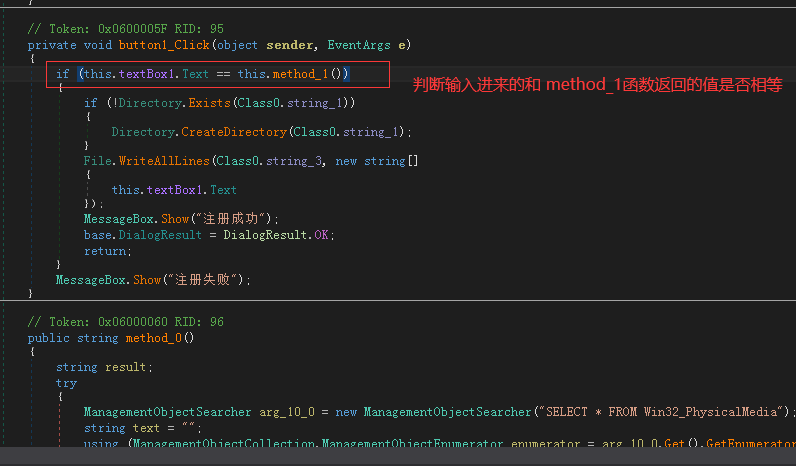 }
// Token: 0x0600005F RID: 95
private void button1_Click(object sender, EventArgs e)
{
if (this.textBox1.Text == this.method_1())
判断输入进来的和 method_1函数返回的值是否相等
{
if (!Directory.Exists(Class0.string_1))
{
Directory.CreateDirectory(Class0.string_1);
}
File.WriteAllLines(Class0.string_3, new string[]
{
this.textBox1.Text
});
MessageBox.Show("注册成功");
base.DialogResult = DialogResult.OK;
return;
}
MessageBox.Show("注册失败");
}
// Token: 0x06000060 RID: 96
public string method_0()
{
string result;
try
{
ManagementObjectSearcher arg_10_0 = new ManagementObjectSearcher("SELECT * FROM Win32_PhysicalMedia");
string text = "";
using (ManagementObjectCollection.ManagementObjectEnumerator enumerator = arg_10_0.Get().GetEnumerator